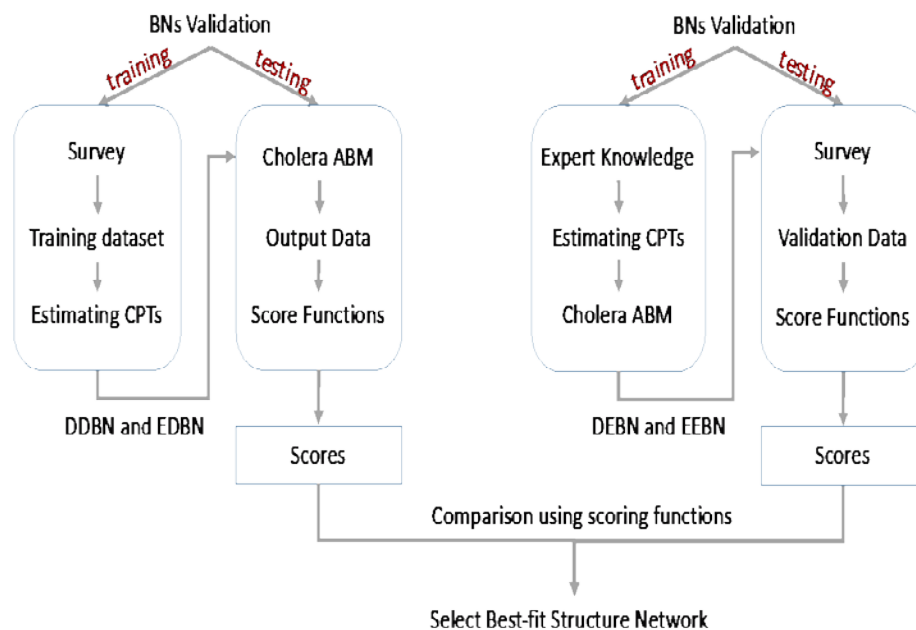 BNs Validation
training
testing
Survey
Training dataset
Estimating CPTs
Cholera ABM
Output Data
Score Functions
DDBN and EDBN
Scores
BNs Validation
training
testing
Expert Knowledge
Estimating CPTs
Cholera ABM
Survey
Validation Data
Score Functions
DEBN and EEBN
Scores
Comparison using scoring functions
Select Best-fit Structure Network